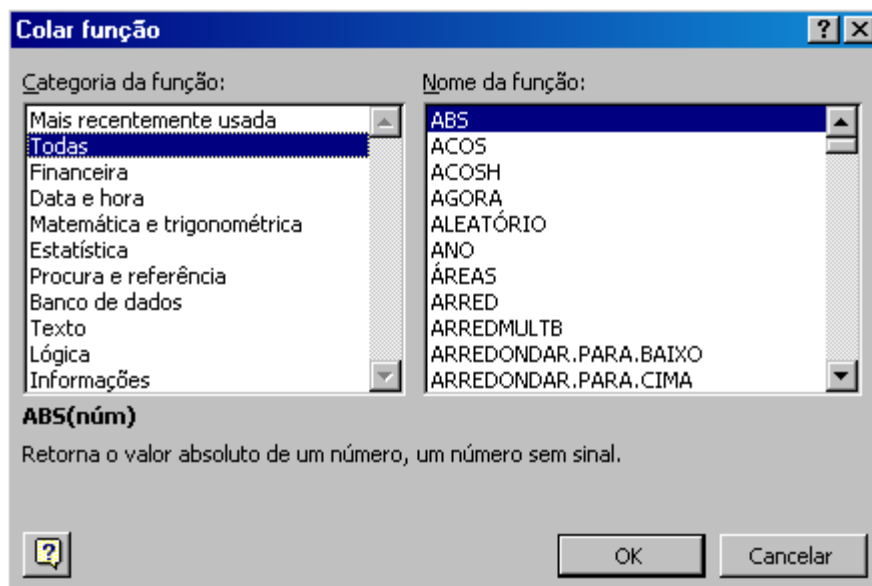 Colar função
Categoria da função:
Mais recentemente usada
Todas
Financeira
Data e hora
Matemática e trigonométrica
Estatística
Procura e referência
Banco de dados
Texto
Lógica
Informações
Nome da função:
ABS
ACOS
ACOSH
AGORA
ALEATÓRIO
ANO
ÁREAS
ARRED
ARREDMULTB
ARREDONDAR.PARA.BAIXO
ARREDONDAR.PARA.CIMA
ABS(núm)
Retorna o valor absoluto de um número, um número sem sinal.
OK
Cancelar